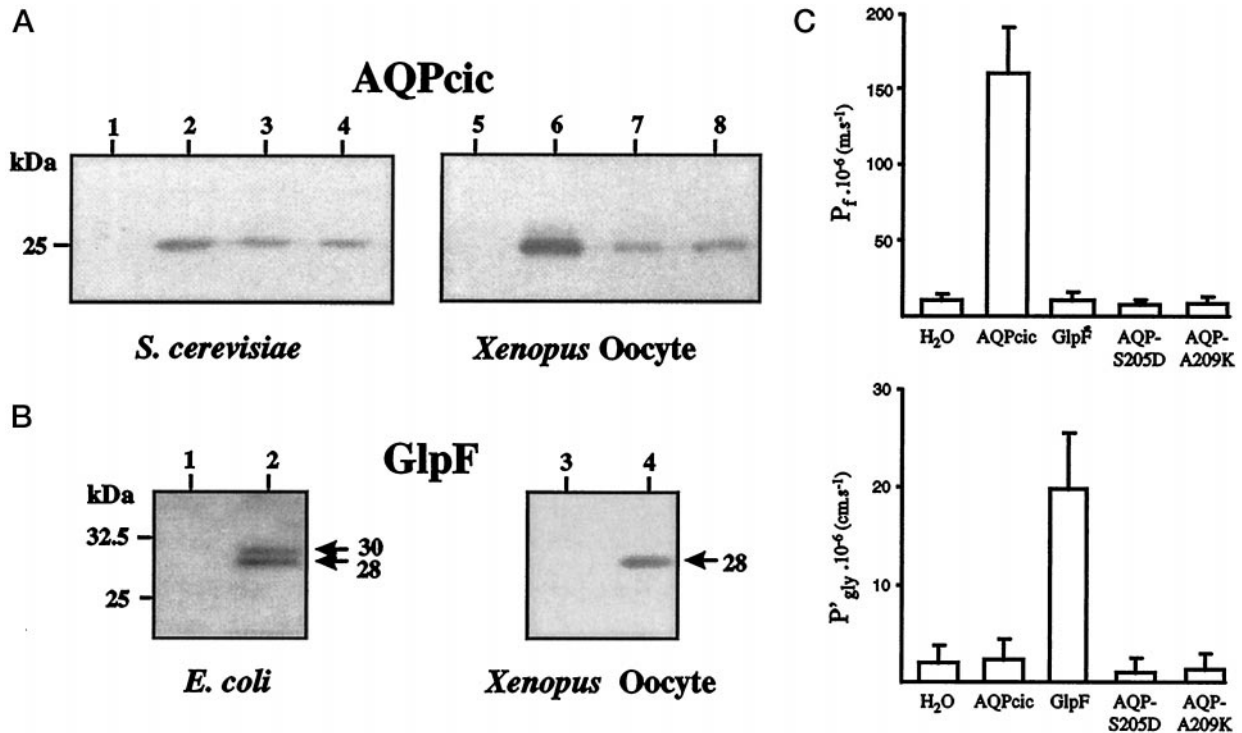 A
AQPcic
1 2 3 4 5 6 7 8
kDa
25
S. cerevisiae Xenopus Oocyte
B
GlpF
1 2 3 4
kDa
32.5
30
28
25
28
E. coli Xenopus Oocyte
C
200
150
100
50
Pf .10-6 (m.s-1)
H2O AQPcic GlpF AQP-S205D AQP-A209K
30
20
10
P'gly .10-6 (cm.s-1)
H2O AQPcic GlpF AQP-S205D AQP-A209K